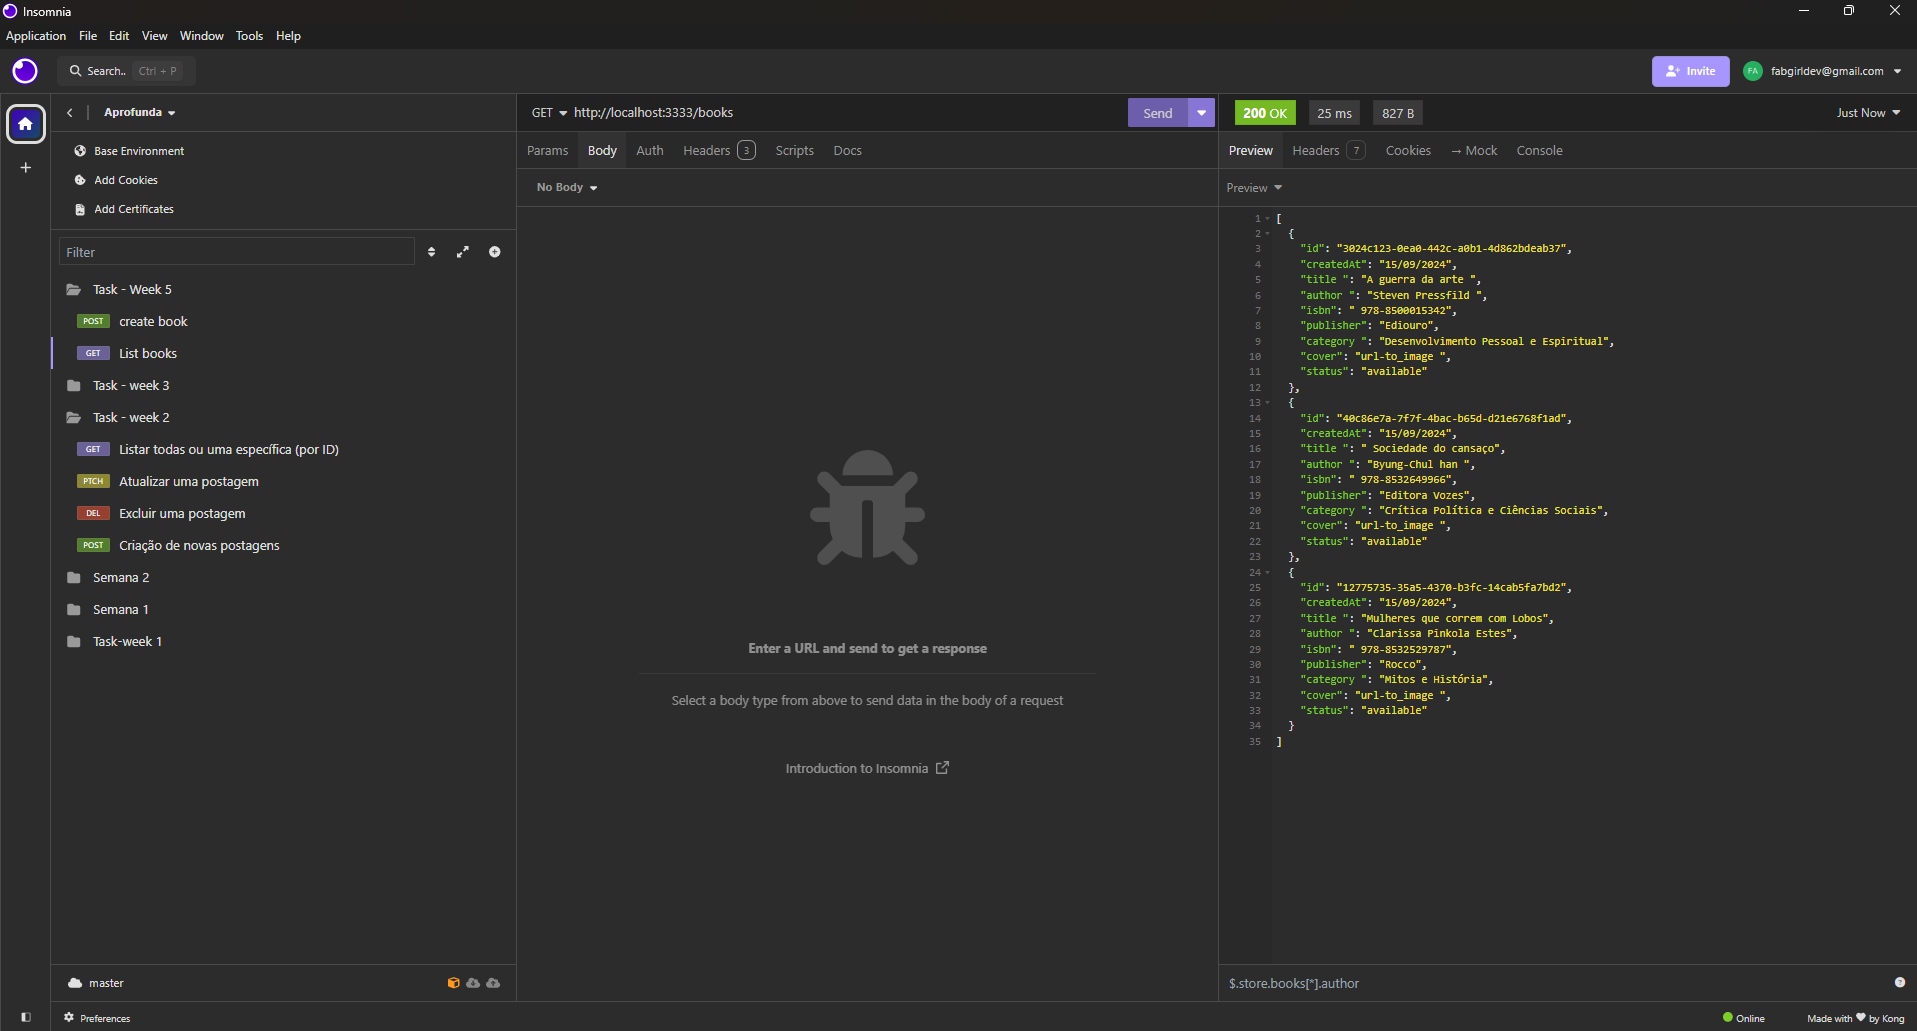 Insomnia
Application File Edit View Window Tools Help
Search.. Ctrl + P
Invite
FA fabgirldev@gmail.com
Aprofunda
Base Environment
Add Cookies
Add Certificates
Filter
Task - Week 5
POST create book
GET List books
Task - week 3
Task - week 2
GET Listar todas ou uma específica (por ID)
PTCH Atualizar uma postagem
DEL Excluir uma postagem
POST Criação de novas postagens
Semana 2
Semana 1
Task-week 1
master
Preferences
GET http://localhost:3333/books
Send
Params Body Auth Headers 3 Scripts Docs
No Body
Enter a URL and send to get a response
Select a body type from above to send data in the body of a request
Introduction to Insomnia
200 OK 25 ms 827 B
Just Now
Preview Headers 7 Cookies → Mock Console
Preview
1 [
2 {
3 "id": "3024c123-0ea0-442c-a0b1-4d862bdeab37",
4 "createdAt": "15/09/2024",
5 "title ": "A guerra da arte ",
6 "author ": "Steven Pressfild ",
7 "isbn": " 978-8500015342",
8 "publisher": "Ediouro",
9 "category ": "Desenvolvimento Pessoal e Espiritual",
10 "cover": "url-to_image ",
11 "status": "available"
12 },
13 {
14 "id": "40c86e7a-7f7f-4bac-b65d-d21e6768f1ad",
15 "createdAt": "15/09/2024",
16 "title ": " Sociedade do cansaço",
17 "author ": "Byung-Chul han ",
18 "isbn": " 978-8532649966",
19 "publisher": "Editora Vozes",
20 "category ": "Crítica Política e Ciências Sociais",
21 "cover": "url-to_image ",
22 "status": "available"
23 },
24 {
25 "id": "12775735-35a5-4370-b3fc-14cab5fa7bd2",
26 "createdAt": "15/09/2024",
27 "title ": "Mulheres que correm com Lobos",
28 "author ": "Clarissa Pinkola Estes",
29 "isbn": " 978-8532529787",
30 "publisher": "Rocco",
31 "category ": "Mitos e História",
32 "cover": "url-to_image ",
33 "status": "available"
34 }
35 ]
$.store.books[*].author
Online
Made with ♥ by Kong